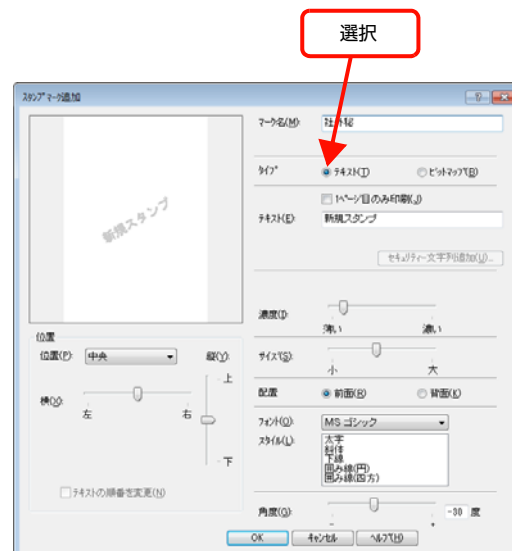 選択
スタンプマーク追加
マーク名(M):
社外秘
タイプ
テキスト(T)
ビットマップ(B)
1ページ目のみ印刷(J)
テキスト(E):
新規スタンプ
セキュリティー文字列追加(U)...
新規スタンプ
濃度(I):
薄い
濃い
位置
位置(P):
中央
縦(Y):
上
下
横(X):
左
右
テキストの順番を変更(N)
サイズ(S):
小
大
配置
前面(R)
背面(K)
フォント(O):
MS ゴシック
スタイル(L):
太字
斜体
下線
囲み線(円)
囲み線(四方)
角度(G):
-30 度
OK
キャンセル
ヘルプ(H)